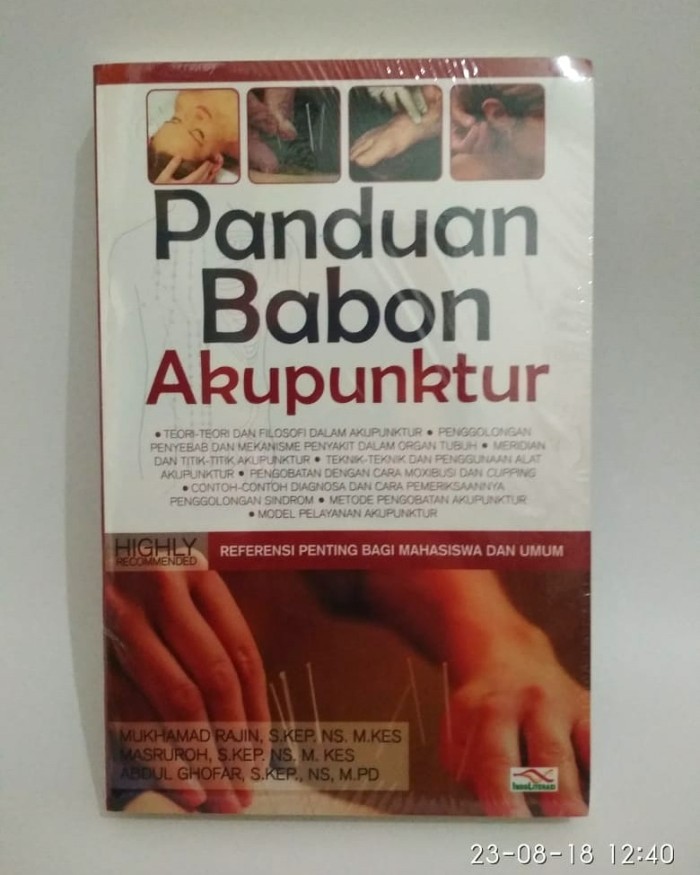 Panduan
Babon
Akupunktur
• TEORI-TEORI DAN FILOSOFI DALAM AKUPUNKTUR • PENGGOLONGAN
PENYEBAB DAN MEKANISME PENYAKIT DALAM ORGAN TUBUH • MERIDIAN
DAN TITIK-TITIK AKUPUNKTUR • TEKNIK-TEKNIK DAN PENGGUNAAN ALAT
AKUPUNKTUR • PENGOBATAN DENGAN CARA MOXIBUSI DAN CUPPING
• CONTOH-CONTOH DIAGNOSA DAN CARA PEMERIKSAANNYA
PENGGOLONGAN SINDROM • METODE PENGOBATAN AKUPUNKTUR
• MODEL PELAYANAN AKUPUNKTUR
HIGHLY
RECOMMENDED
REFERENSI PENTING BAGI MAHASISWA DAN UMUM
MUKHAMAD RAJIN, S.KEP. NS. M.KES
MASRUROH, S.KEP. NS. M. KES
ABDUL GHOFAR, S.KEP., NS, M.PD
INDOLITERASI
23-08-18 12:40